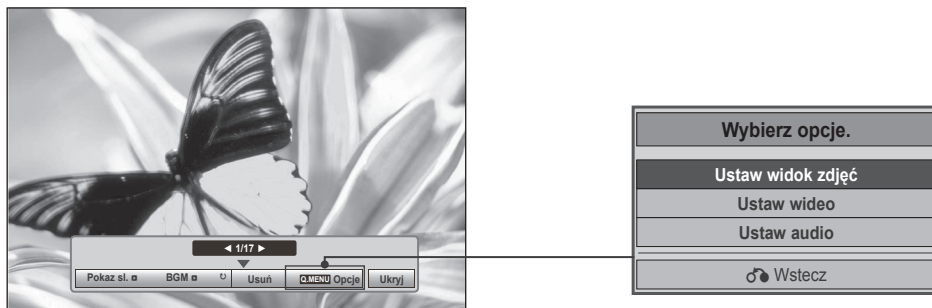 ◄ 1/17 ►
Pokaz sl. BGM Usuń Q.MENU Opcje Ukryj
Wybierz opcje.
Ustaw widok zdjęć
Ustaw wideo
Ustaw audio
Wstecz